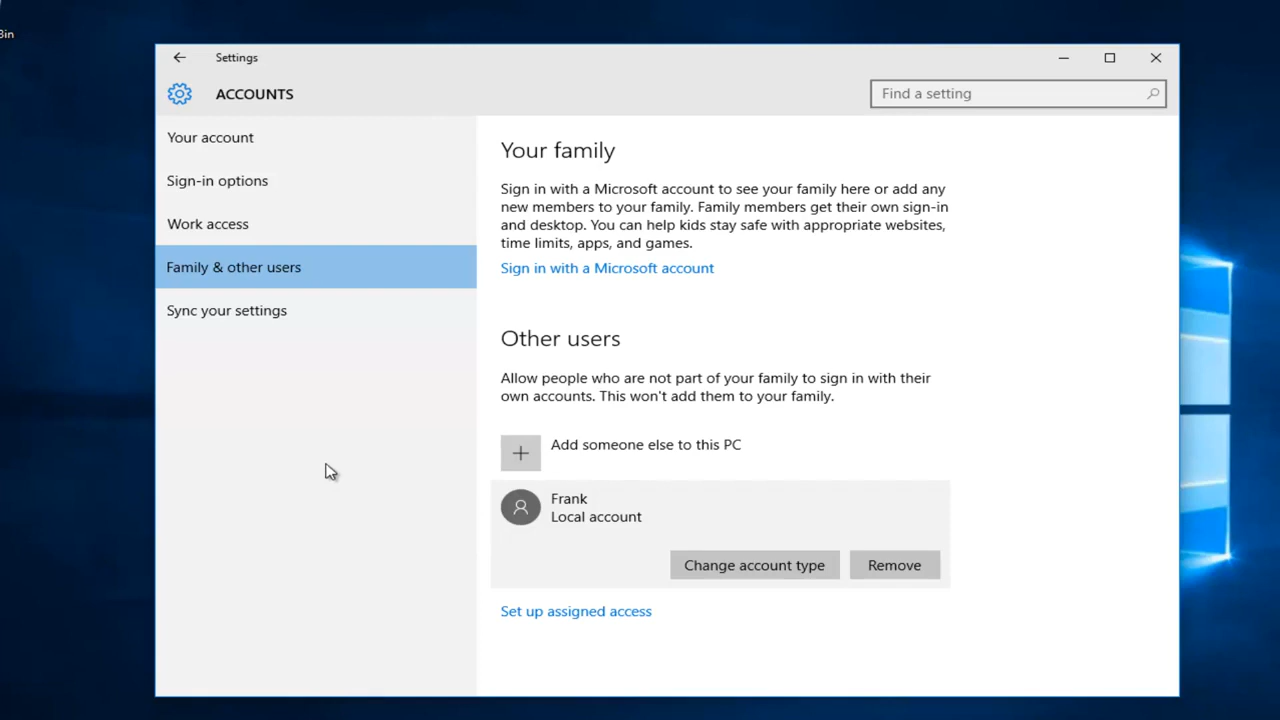 Bin
Settings
ACCOUNTS
Find a setting
Your account
Sign-in options
Work access
Family & other users
Sync your settings
Your family
Sign in with a Microsoft account to see your family here or add any
new members to your family. Family members get their own sign-in
and desktop. You can help kids stay safe with appropriate websites,
time limits, apps, and games.
Sign in with a Microsoft account
Other users
Allow people who are not part of your family to sign in with their
own accounts. This won't add them to your family.
Add someone else to this PC
Frank
Local account
Change account type
Remove
Set up assigned access